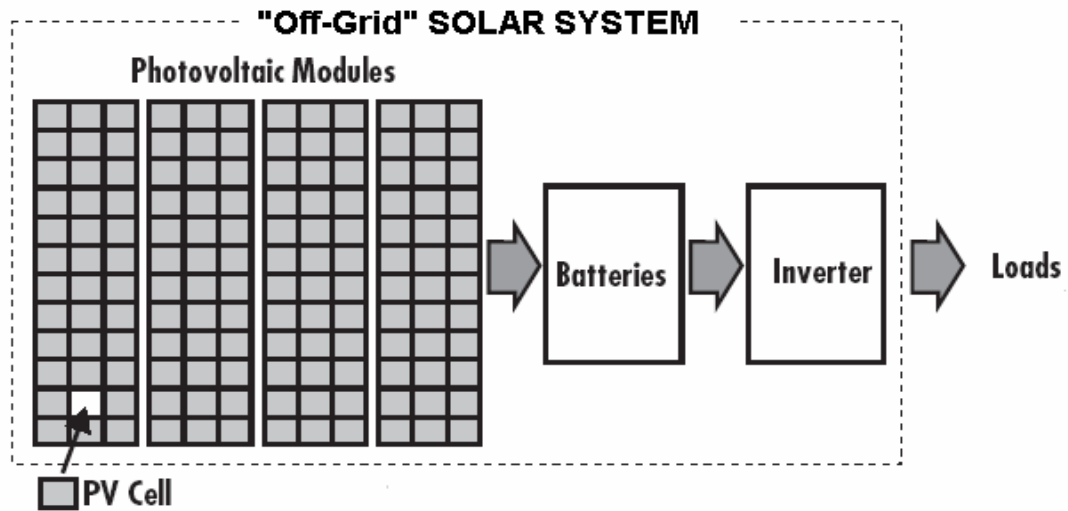 "Off-Grid" SOLAR SYSTEM
Photovoltaic Modules
Batteries
Inverter
Loads
PV Cell